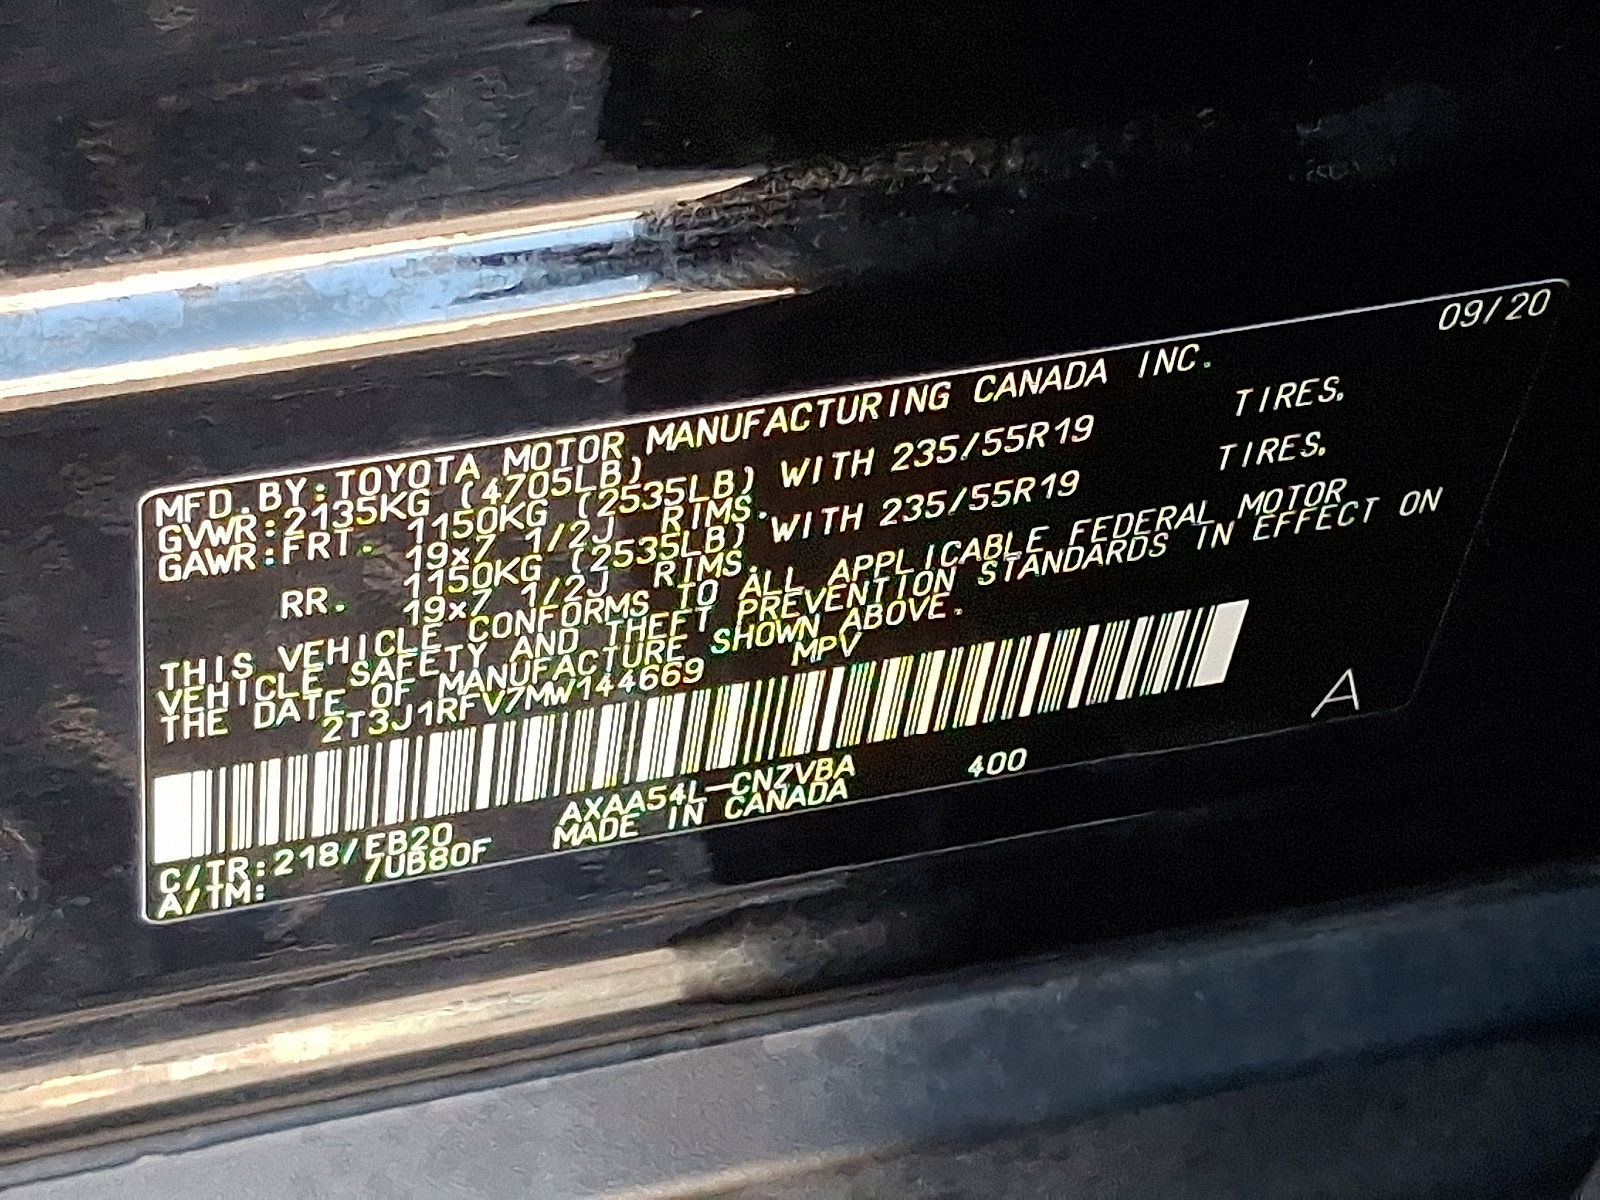 09/20
MFD. BY: TOYOTA MOTOR MANUFACTURING CANADA INC.
GVWR: 2135KG (4705LB)
GAWR: FRT. 1150KG (2535LB) WITH 235/55R19 TIRES.
19x7 1/2J RIMS.
RR. 1150KG (2535LB) WITH 235/55R19 TIRES.
19x7 1/2J RIMS.
THIS VEHICLE CONFORMS TO ALL APPLICABLE FEDERAL MOTOR
VEHICLE SAFETY AND THEFT PREVENTION STANDARDS IN EFFECT ON
THE DATE OF MANUFACTURE SHOWN ABOVE.
2T3J1RFV7MW144669 MPV
A
C/TR: 218/EB20 AXAA54L-CNZVBA 400
A/TM: /UB80F MADE IN CANADA